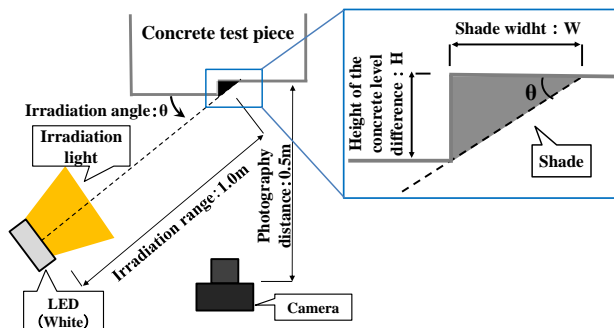 Concrete test piece
Irradiation angle：θ
Irradiation
light
Irradiation range：1.0m
Photography
distance：0.5m
LED
(White)
Camera
Shade widht：W
Height of the
concrete level
difference：H
θ
Shade